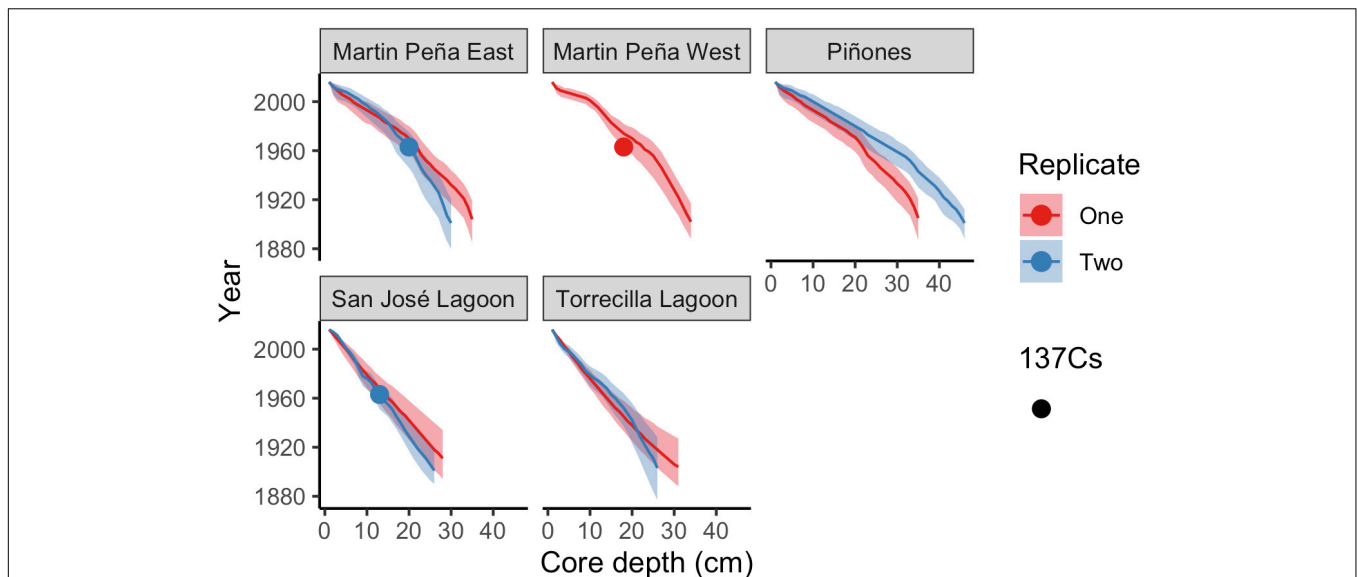 Martin Peña East
Martin Peña West
Piñones
2000
1960
1920
1880
0 10 20 30 40
San José Lagoon
Torrecilla Lagoon
2000
1960
1920
1880
0 10 20 30 40
0 10 20 30 40
Year
Core depth (cm)
Replicate
One
Two
137Cs